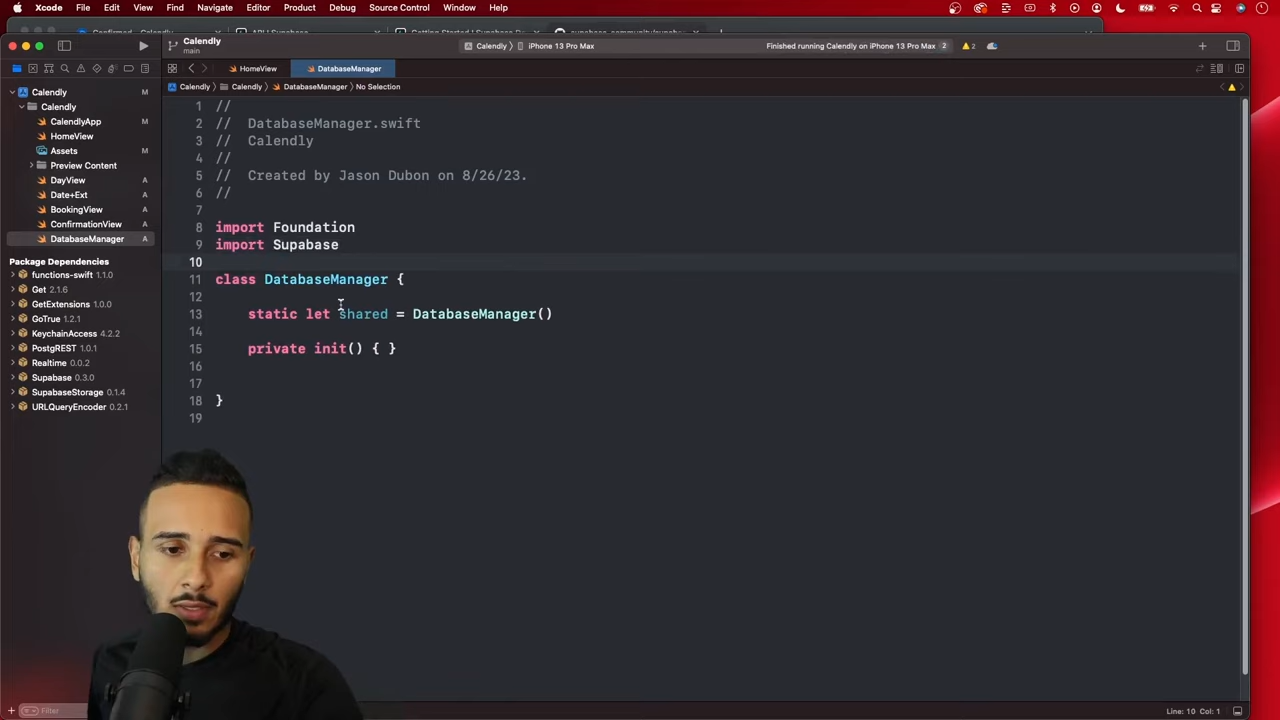 Xcode File Edit View Find Navigate Editor Product Debug Source Control Window Help
Calendly
main
Calendly 〉 iPhone 13 Pro Max
Finished running Calendly on iPhone 13 Pro Max 2
2
HomeView
DatabaseManager
Calendly 〉 Calendly 〉 DatabaseManager 〉 No Selection
Calendly M
Calendly
CalendlyApp M
HomeView
Assets M
Preview Content
DayView A
Date+Ext A
BookingView A
ConfirmationView A
DatabaseManager A
Package Dependencies
functions-swift 1.1.0
Get 2.1.6
GetExtensions 1.0.0
GoTrue 1.2.1
KeychainAccess 4.2.2
PostgREST 1.0.1
Realtime 0.0.2
Supabase 0.3.0
SupabaseStorage 0.1.4
URLQueryEncoder 0.2.1
Filter
1 //
2 // DatabaseManager.swift
3 // Calendly
4 //
5 // Created by Jason Dubon on 8/26/23.
6 //
7
8 import Foundation
9 import Supabase
10
11 class DatabaseManager {
12
13 static let shared = DatabaseManager()
14
15 private init() { }
16
17
18 }
19
Line: 10 Col: 1